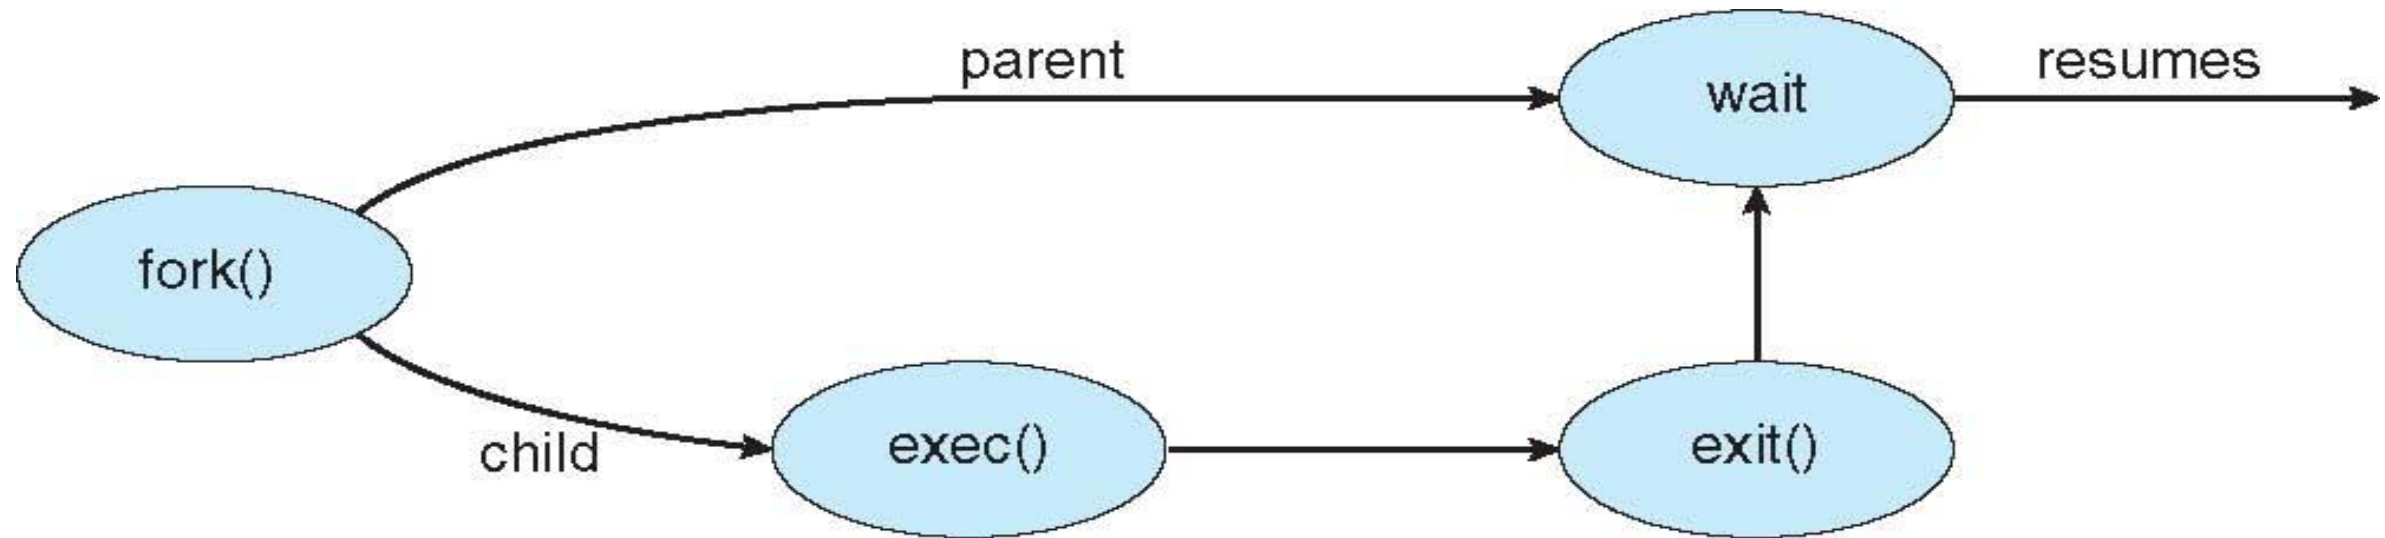 parent
resumes
wait
fork()
child
exec()
exit()